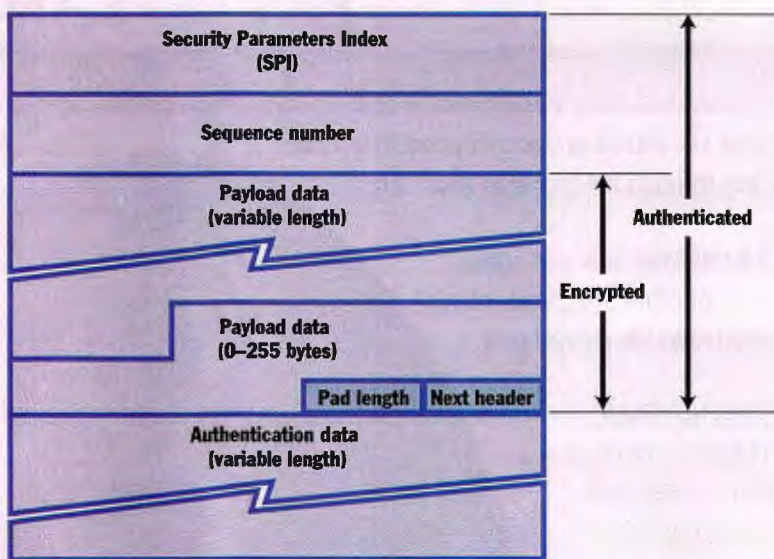 Security Parameters Index
(SPI)
Sequence number
Payload data
(variable length)
Authenticated
Encrypted
Payload data
(0–255 bytes)
Pad length
Next header
Authentication data
(variable length)